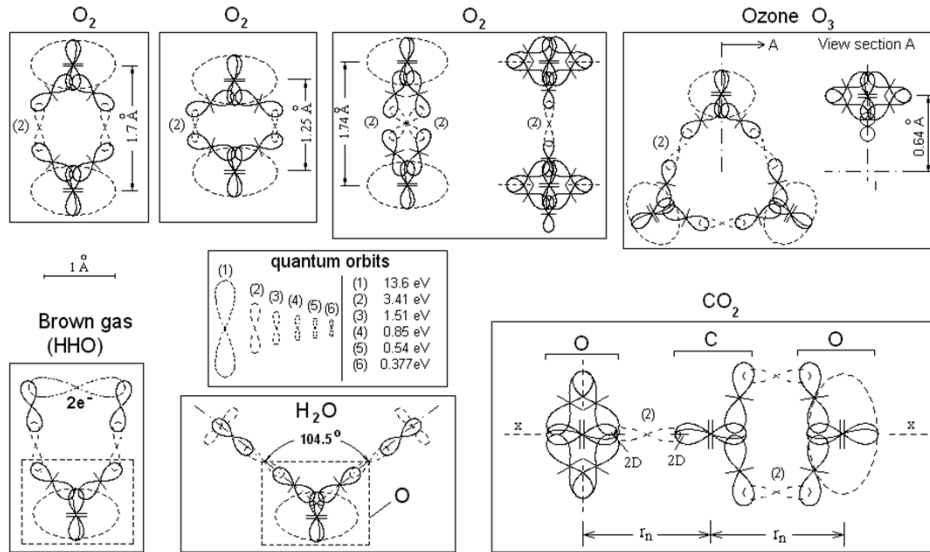 O2
O2
O2
Ozone O3
A
View section A
(2)
1.7 Å
(2)
1.25 Å
1.74 Å
(2)
(2)
(2)
(2)
0.64 Å
1 Å
quantum orbits
(1)
(2)
(3)
(4)
(5)
(6)
(1) 13.6 eV
(2) 3.41 eV
(3) 1.51 eV
(4) 0.85 eV
(5) 0.54 eV
(6) 0.377eV
Brown gas
(HHO)
2e-
H2O
104.5°
O
CO2
O
C
O
x
(2)
2D
2D
(2)
x
rn
rn